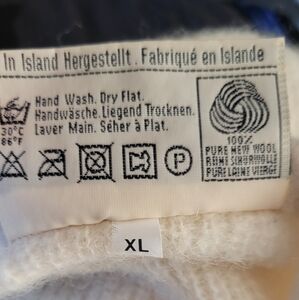 In Island Hergestellt. Fabriqué en Islande
Hand Wash. Dry Flat.
Handwäsche. Liegend Trocknen.
Laver Main. Séher à Plat.
30°C
86°F
P
100%
PURE NEW WOOL
REINE SCHURWOLLE
PURE LAINE VIERGE
XL